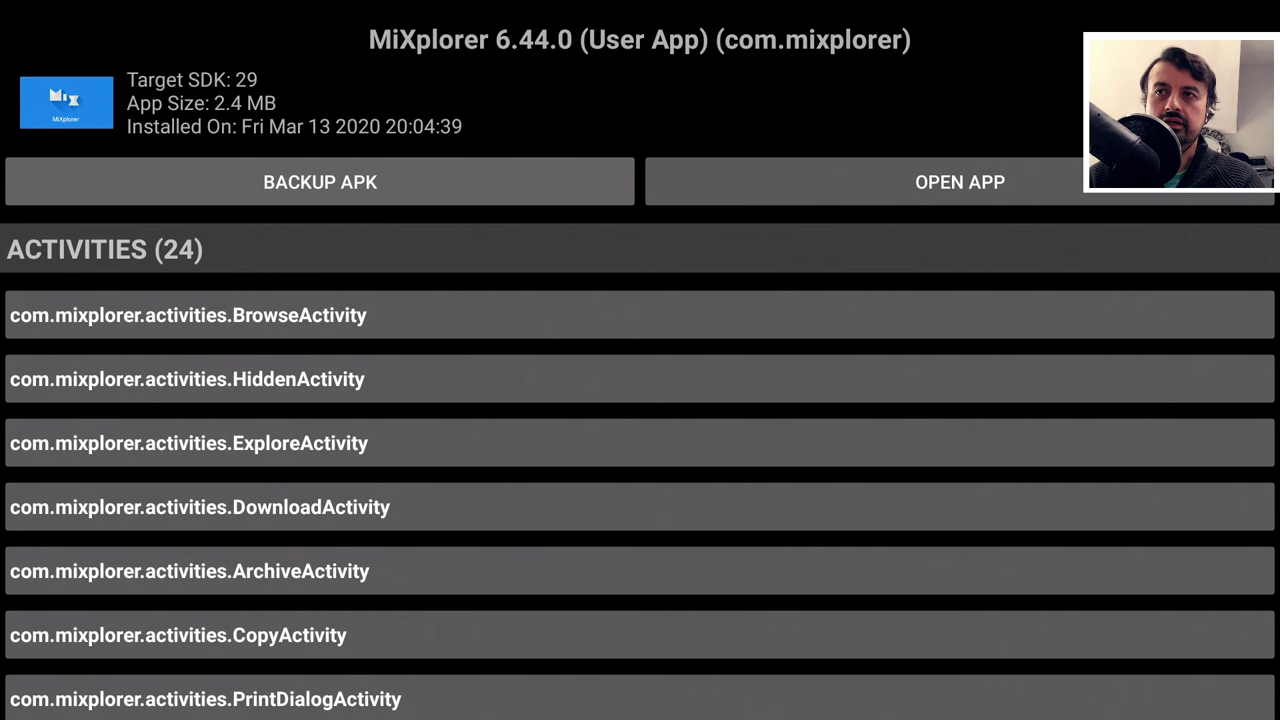 MiXplorer 6.44.0 (User App) (com.mixplorer)
MiXplorer
Target SDK: 29
App Size: 2.4 MB
Installed On: Fri Mar 13 2020 20:04:39
BACKUP APK
OPEN APP
ACTIVITIES (24)
com.mixplorer.activities.BrowseActivity
com.mixplorer.activities.HiddenActivity
com.mixplorer.activities.ExploreActivity
com.mixplorer.activities.DownloadActivity
com.mixplorer.activities.ArchiveActivity
com.mixplorer.activities.CopyActivity
com.mixplorer.activities.PrintDialogActivity